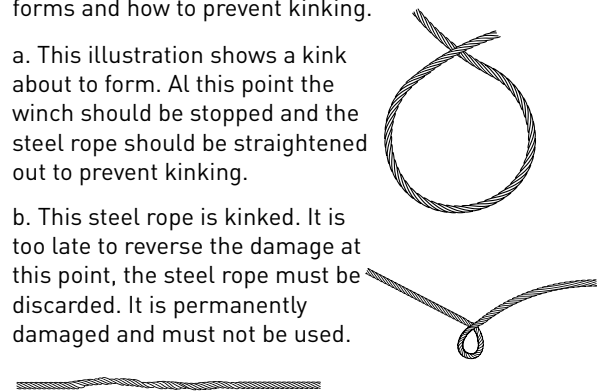 forms and how to prevent kinking.
a. This illustration shows a kink
about to form. Al this point the
winch should be stopped and the
steel rope should be straightened
out to prevent kinking.
b. This steel rope is kinked. It is
too late to reverse the damage at
this point, the steel rope must be
discarded. It is permanently
damaged and must not be used.